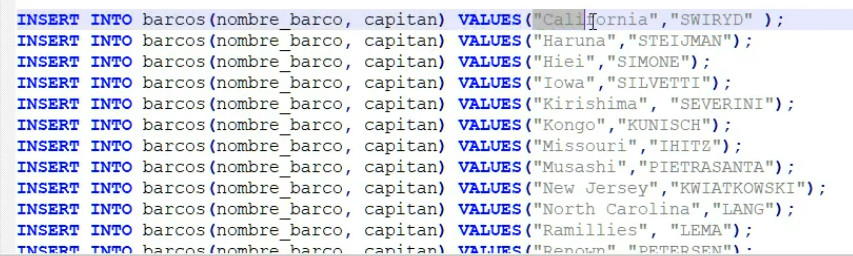 INSERT INTO barcos(nombre_barco, capitan) VALUES("California","SWIRYD" );
INSERT INTO barcos(nombre_barco, capitan) VALUES("Haruna","STEIJMAN");
INSERT INTO barcos(nombre_barco, capitan) VALUES("Hiei","SIMONE");
INSERT INTO barcos(nombre_barco, capitan) VALUES("Iowa","SILVETTI");
INSERT INTO barcos(nombre_barco, capitan) VALUES("Kirishima", "SEVERINI");
INSERT INTO barcos(nombre_barco, capitan) VALUES("Kongo","KUNISCH");
INSERT INTO barcos(nombre_barco, capitan) VALUES("Missouri","IHITZ");
INSERT INTO barcos(nombre_barco, capitan) VALUES("Musashi","PIETRASANTA");
INSERT INTO barcos(nombre_barco, capitan) VALUES("New Jersey","KWIATKOWSKI");
INSERT INTO barcos(nombre_barco, capitan) VALUES("North Carolina","LANG");
INSERT INTO barcos(nombre_barco, capitan) VALUES("Ramillies", "LEMA");
INSERT INTO barcos(nombre_barco, capitan) VALUES("Renown","PETERSEN");